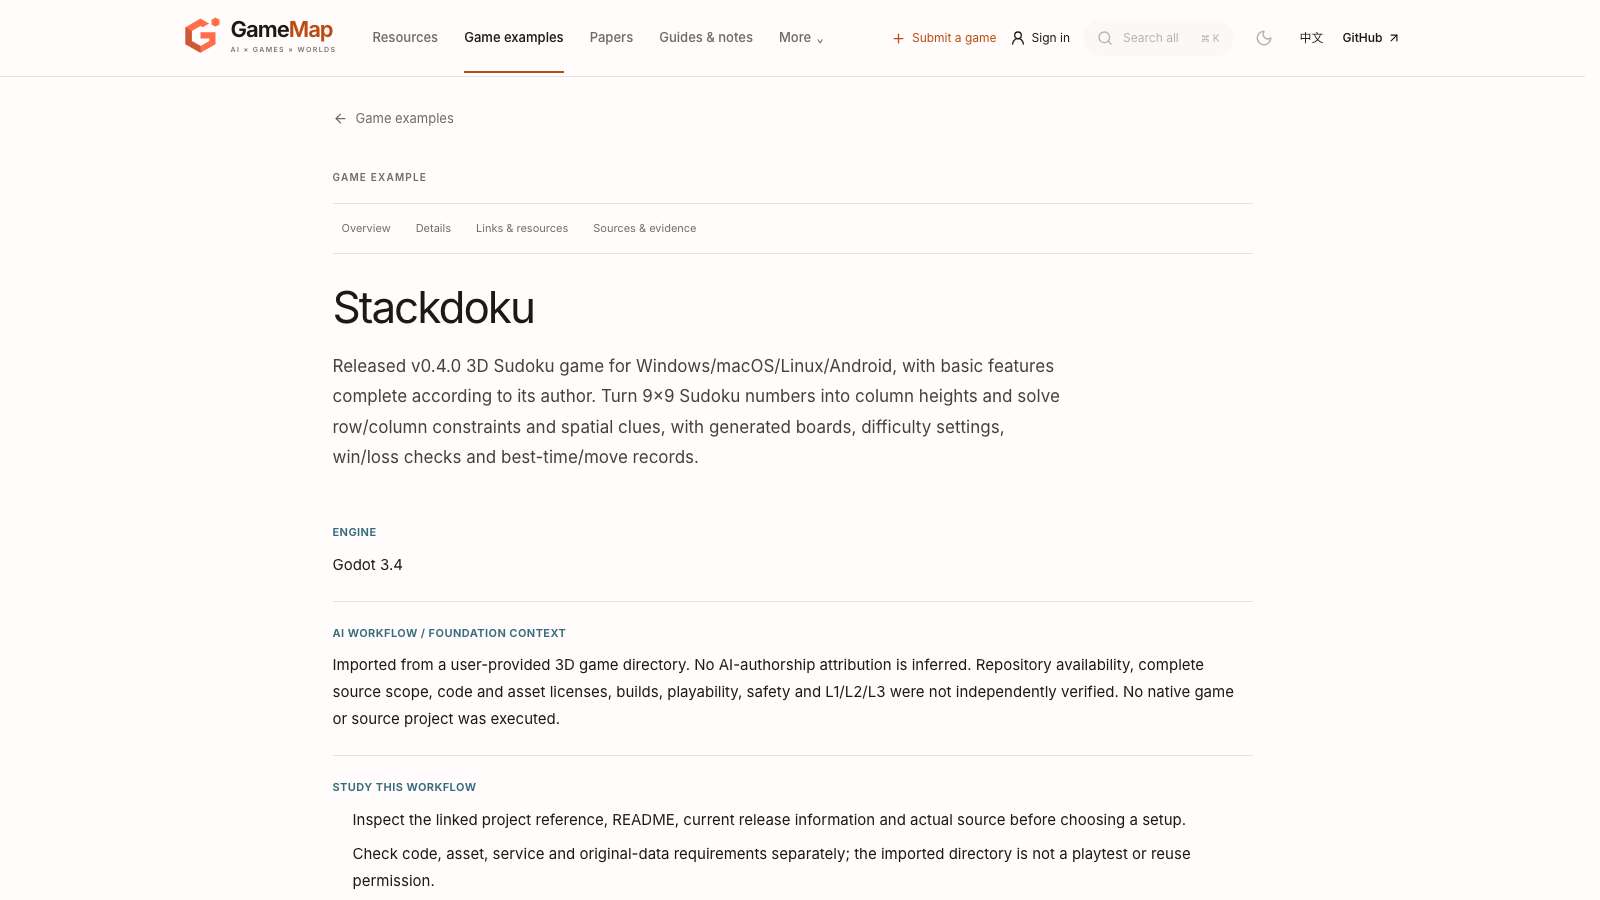 GameMap
AI × GAMES × WORLDS
Resources
Game examples
Papers
Guides & notes
More
Submit a game
Sign in
Search all
⌘ K
中文
GitHub
Game examples
GAME EXAMPLE
Overview
Details
Links & resources
Sources & evidence
Stackdoku
Released v0.4.0 3D Sudoku game for Windows/macOS/Linux/Android, with basic features
complete according to its author. Turn 9×9 Sudoku numbers into column heights and solve
row/column constraints and spatial clues, with generated boards, difficulty settings,
win/loss checks and best-time/move records.
ENGINE
Godot 3.4
AI WORKFLOW / FOUNDATION CONTEXT
Imported from a user-provided 3D game directory. No AI-authorship attribution is inferred. Repository availability, complete
source scope, code and asset licenses, builds, playability, safety and L1/L2/L3 were not independently verified. No native game
or source project was executed.
STUDY THIS WORKFLOW
Inspect the linked project reference, README, current release information and actual source before choosing a setup.
Check code, asset, service and original-data requirements separately; the imported directory is not a playtest or reuse
permission.